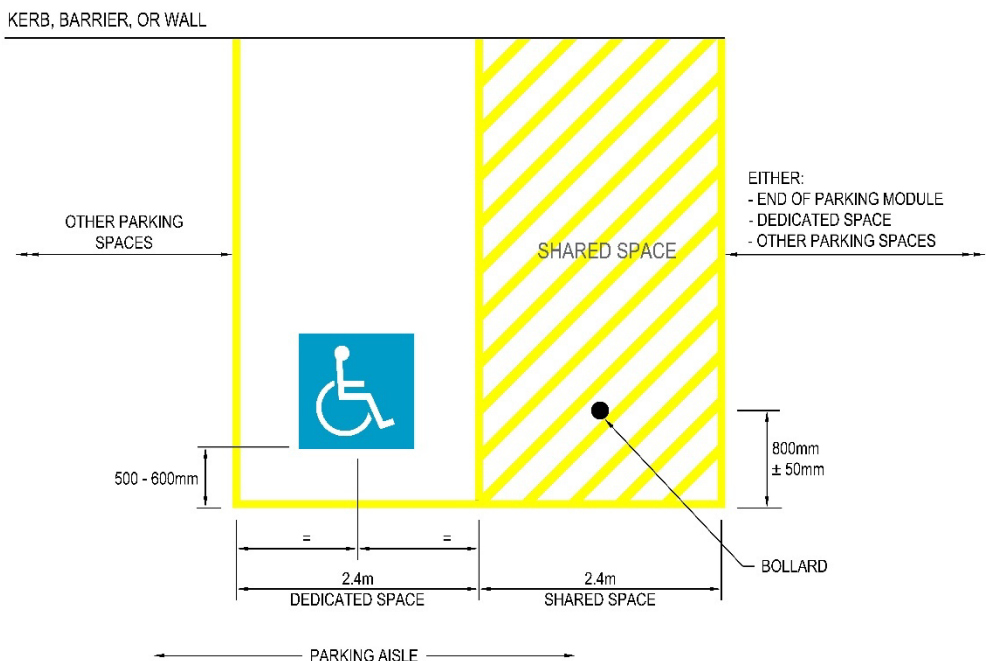 KERB, BARRIER, OR WALL
OTHER PARKING
SPACES
SHARED SPACE
EITHER:
- END OF PARKING MODULE
- DEDICATED SPACE
- OTHER PARKING SPACES
500 - 600mm
800mm
± 50mm
= =
BOLLARD
2.4m
DEDICATED SPACE
2.4m
SHARED SPACE
PARKING AISLE